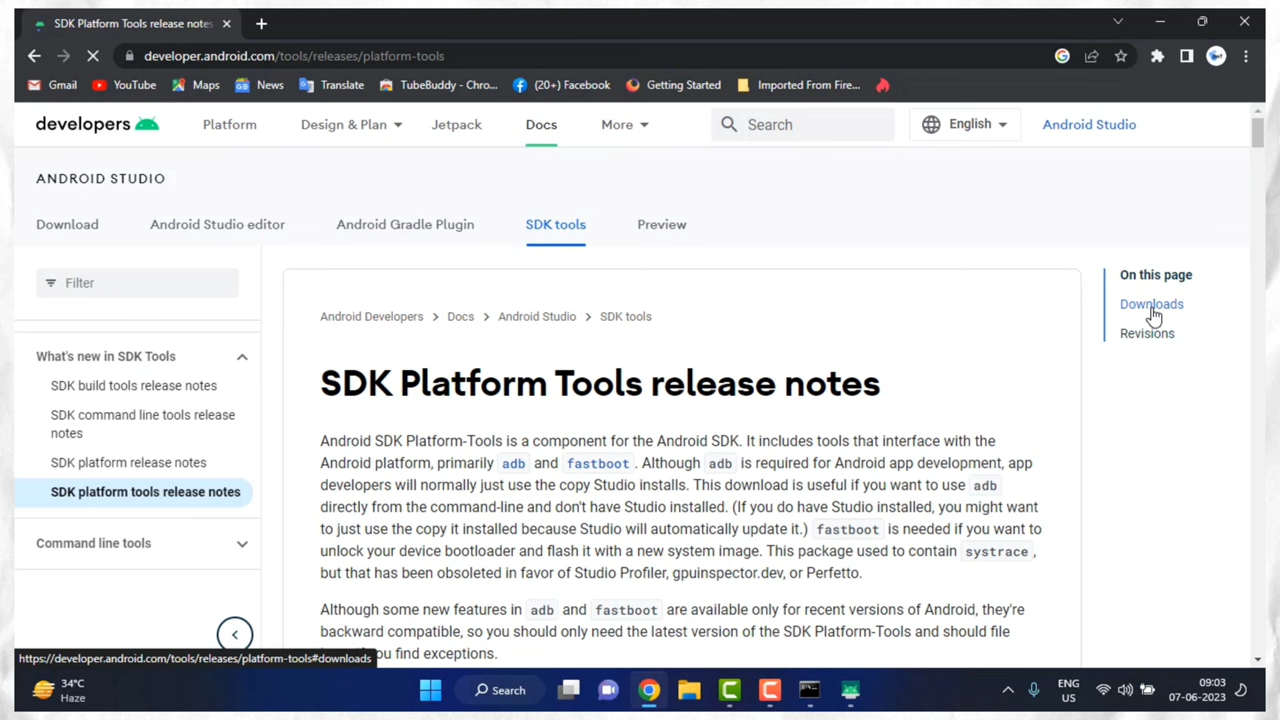 SDK Platform Tools release notes
developer.android.com/tools/releases/platform-tools
Gmail YouTube Maps News Translate TubeBuddy - Chro... (20+) Facebook Getting Started Imported From Fire...
developers Platform Design & Plan Jetpack Docs More Search English Android Studio
ANDROID STUDIO
Download Android Studio editor Android Gradle Plugin SDK tools Preview
Filter
What's new in SDK Tools
SDK build tools release notes
SDK command line tools release
notes
SDK platform release notes
SDK platform tools release notes
Command line tools
Android Developers > Docs > Android Studio > SDK tools
SDK Platform Tools release notes
Android SDK Platform-Tools is a component for the Android SDK. It includes tools that interface with the
Android platform, primarily adb and fastboot. Although adb is required for Android app development, app
developers will normally just use the copy Studio installs. This download is useful if you want to use adb
directly from the command-line and don't have Studio installed. (If you do have Studio installed, you might want
to just use the copy it installed because Studio will automatically update it.) fastboot is needed if you want to
unlock your device bootloader and flash it with a new system image. This package used to contain systrace,
but that has been obsoleted in favor of Studio Profiler, gpuinspector.dev, or Perfetto.
Although some new features in adb and fastboot are available only for recent versions of Android, they're
backward compatible, so you should only need the latest version of the SDK Platform-Tools and should file
you find exceptions.
On this page
Downloads
Revisions
https://developer.android.com/tools/releases/platform-tools#downloads
34°C
Haze
Search
ENG
US
09:03
07-06-2023